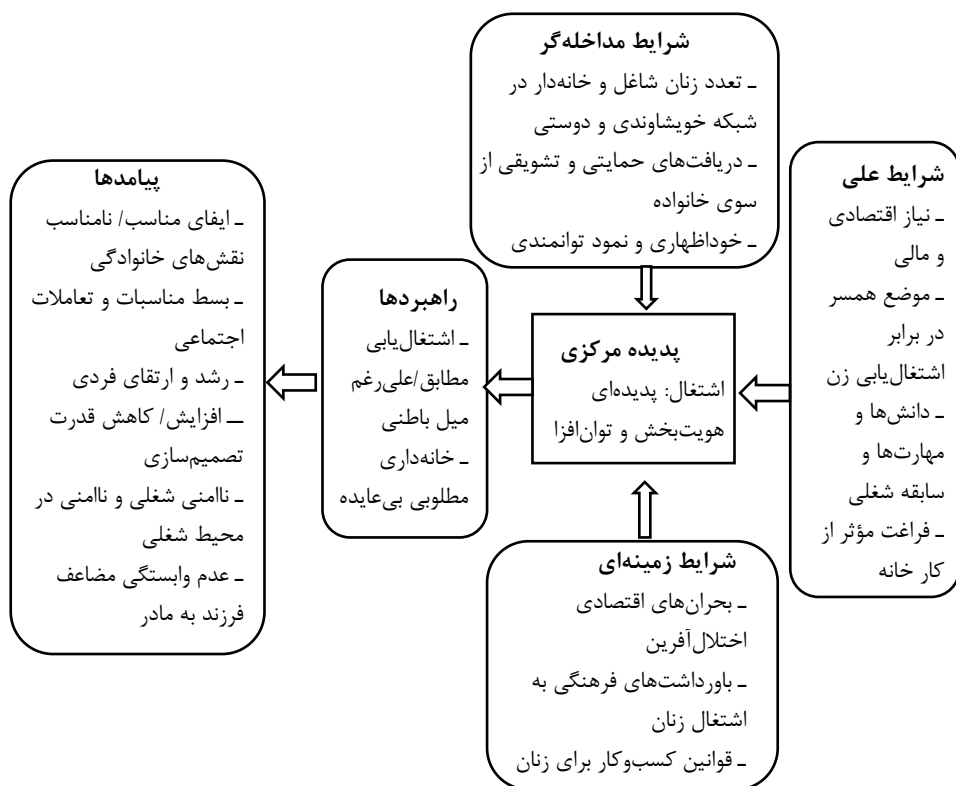 شرایط مداخله‌گر
ـ تعدد زنان شاغل و خانه‌دار در
شبکه خویشاوندی و دوستی
ـ دریافت‌های حمایتی و تشویقی از
سوی خانواده
ـ خوداظهاری و نمود توانمندی
شرایط علی
ـ نیاز اقتصادی
و مالی
ـ موضع همسر
در برابر
اشتغال‌یابی زن
ـ دانش‌ها و
مهارت‌ها و
سابقه شغلی
ـ فراغت مؤثر از
کار خانه
پدیده مرکزی
اشتغال: پدیده‌ای
هویت‌بخش و توان‌افزا
راهبردها
ـ اشتغال‌یابی
مطابق/علی‌رغم
میل باطنی
ـ خانه‌داری
مطلوبی بی‌عایده
پیامدها
ـ ایفای مناسب/ نامناسب
نقش‌های خانوادگی
ـ بسط مناسبات و تعاملات
اجتماعی
ـ رشد و ارتقای فردی
ــ افزایش/ کاهش قدرت
تصمیم‌سازی
ـ ناامنی شغلی و ناامنی در
محیط شغلی
ـ عدم وابستگی مضاعف
فرزند به مادر
شرایط زمینه‌ای
ـ بحران‌های اقتصادی
اختلال‌آفرین
ـ باورداشت‌های فرهنگی به
اشتغال زنان
ـ قوانین کسب‌وکار برای زنان